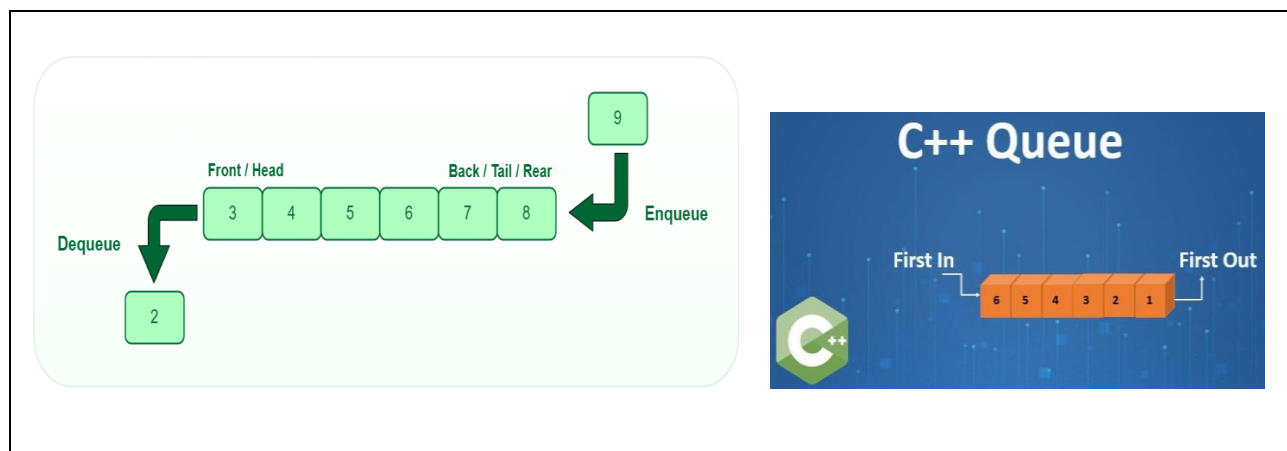 9
Front / Head
Back / Tail / Rear
3 4 5 6 7 8
Enqueue
Dequeue
2
C++ Queue
First In
First Out
6 5 4 3 2 1
C++